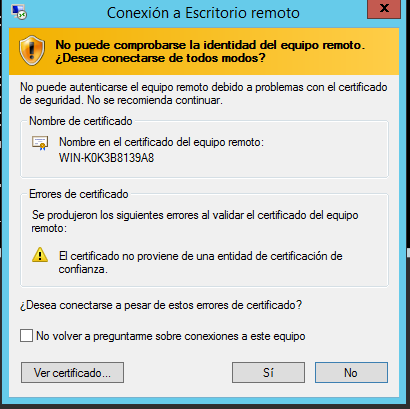 Conexión a Escritorio remoto
No puede comprobarse la identidad del equipo remoto.
¿Desea conectarse de todos modos?
No puede autenticarse el equipo remoto debido a problemas con el certificado
de seguridad. No se recomienda continuar.
Nombre de certificado
Nombre en el certificado del equipo remoto:
WIN-K0K3B8139A8
Errores de certificado
Se produjeron los siguientes errores al validar el certificado del equipo
remoto:
El certificado no proviene de una entidad de certificación de
confianza.
¿Desea conectarse a pesar de estos errores de certificado?
No volver a preguntarme sobre conexiones a este equipo
Ver certificado...
Sí
No